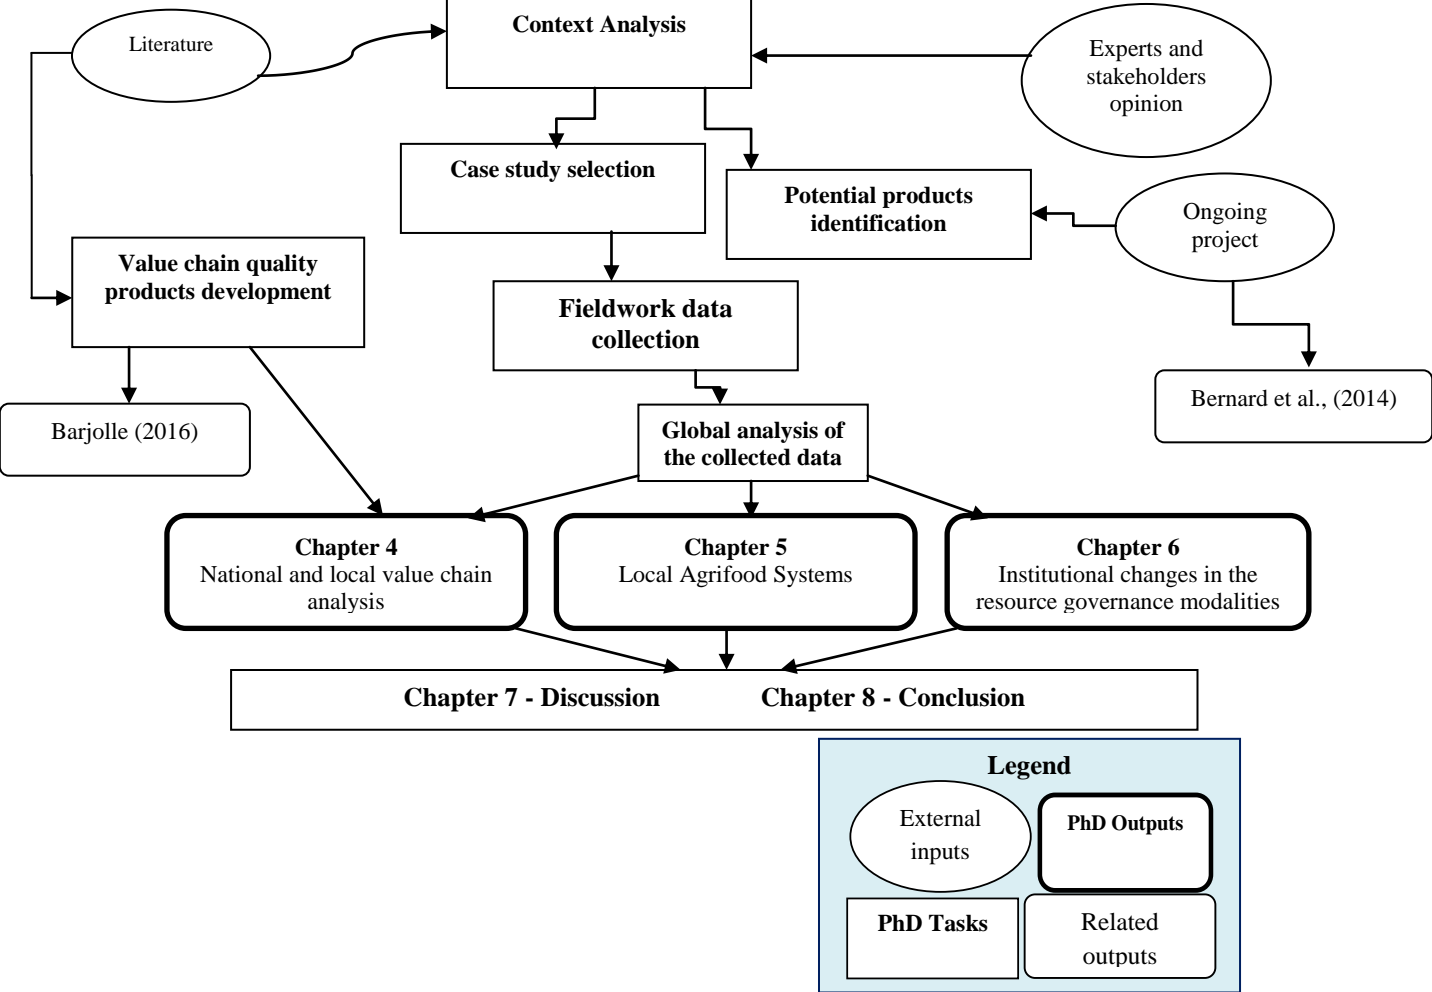 Context Analysis
Literature
Experts and
stakeholders
opinion
Case study selection
Potential products
identification
Ongoing
project
Value chain quality
products development
Fieldwork data
collection
Barjolle (2016)
Bernard et al., (2014)
Global analysis of
the collected data
Chapter 4
National and local value chain
analysis
Chapter 5
Local Agrifood Systems
Chapter 6
Institutional changes in the
resource governance modalities
Chapter 7 - Discussion
Chapter 8 - Conclusion
Legend
External
inputs
PhD Outputs
PhD Tasks
Related
outputs